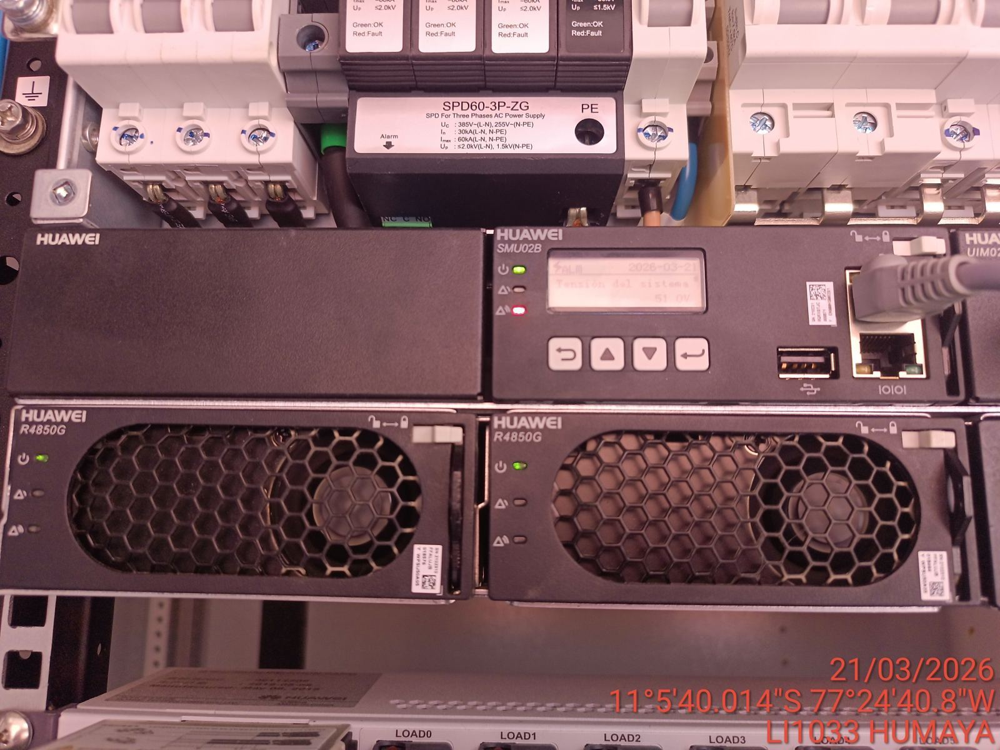 Imax :60kA
Up ≤2.0kV
Green:OK
Red:Fault
Up ≤2.0kV
Green:OK
Red:Fault
Up ≤2.0kV
Green:OK
Red:Fault
Up ≤1.5kV
Green:OK
Red:Fault
SPD60-3P-ZG
SPD For Three Phases AC Power Supply
Uc : 385V~(L-N), 255V~(N-PE)
In : 30kA(L-N, N-PE)
Imax : 60kA(L-N, N-PE)
Up : ≤2.0kV(L-N), 1.5kV(N-PE)
Alarm
PE
NC C NO
HUAWEI
HUAWEI
SMU02B
ALM 2026-03-21
Tensión del sistema
51.0V
HUAWEI
R4850G
HUAWEI
R4850G
HUAWEI
LOAD0
LOAD1
LOAD2
LOAD3
21/03/2026
11°5'40.014"S 77°24'40.8"W
LI1033 HUMAYA